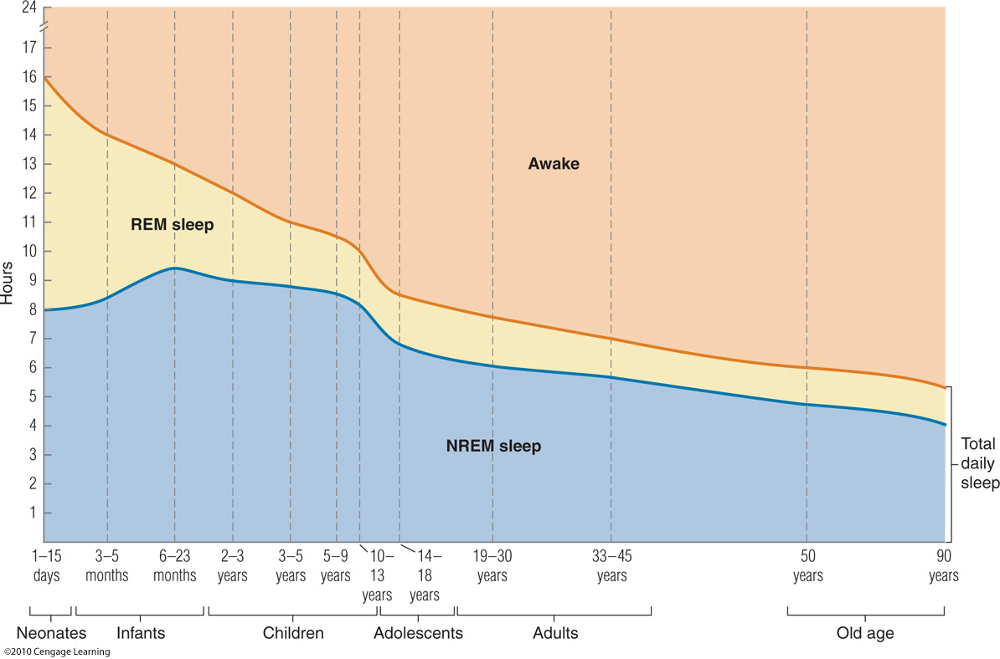 24
17
16
15
14
13
12
11
10
9
8
7
6
5
4
3
2
1
Hours
Awake
REM sleep
NREM sleep
Total
daily
sleep
1–15
days
3–5
months
6–23
months
2–3
years
3–5
years
5–9
years
10–
13
years
14–
18
years
19–30
years
33–45
years
50
years
90
years
Neonates
Infants
Children
Adolescents
Adults
Old age
©2010 Cengage Learning